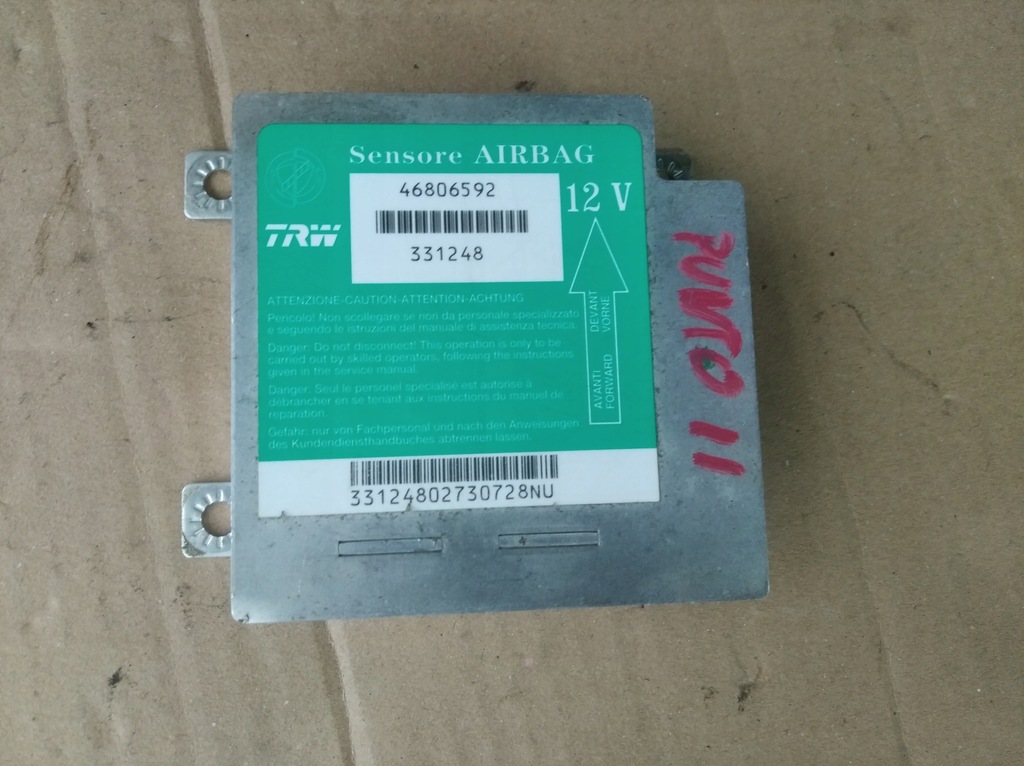 Sensore AIRBAG
46806592
12 V
TRW
331248
ATTENZIONE-CAUTION-ATTENTION-ACHTUNG
Pericolo! Non scollegare se non da personale specializzato
e seguendo le istruzioni del manuale di assistenza tecnica.
Danger: Do not disconnect! This operation is only to be
carried out by skilled operators, following the instructions
given in the service manual.
Danger: Seul le personel specialisé est autorisé à
débrancher en se tenant aux instructions du manuel de
reparation.
Gefahr: nur von Fachpersonal und nach den Anweisungen
des Kundendiensthandbuches abtrennen lassen.
AVANTI DEVANT
FORWARD VORNE
33124802730728NU
PUNTO II